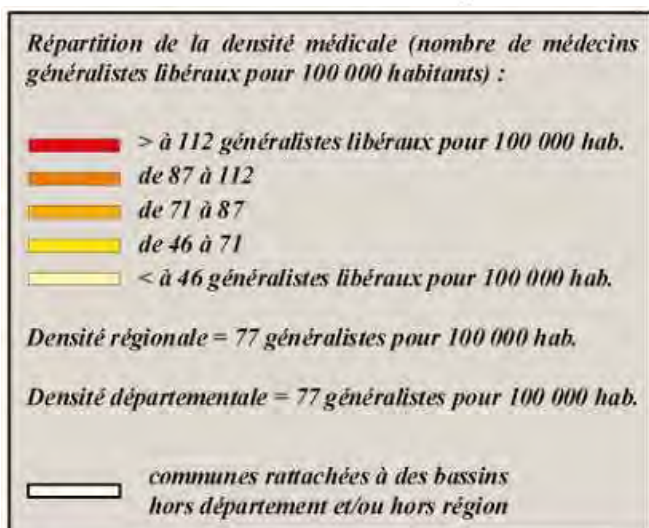 Répartition de la densité médicale (nombre de médecins
généralistes libéraux pour 100 000 habitants) :
> à 112 généralistes libéraux pour 100 000 hab.
de 87 à 112
de 71 à 87
de 46 à 71
< à 46 généralistes libéraux pour 100 000 hab.
Densité régionale = 77 généralistes pour 100 000 hab.
Densité départementale = 77 généralistes pour 100 000 hab.
communes rattachées à des bassins
hors département et/ou hors région